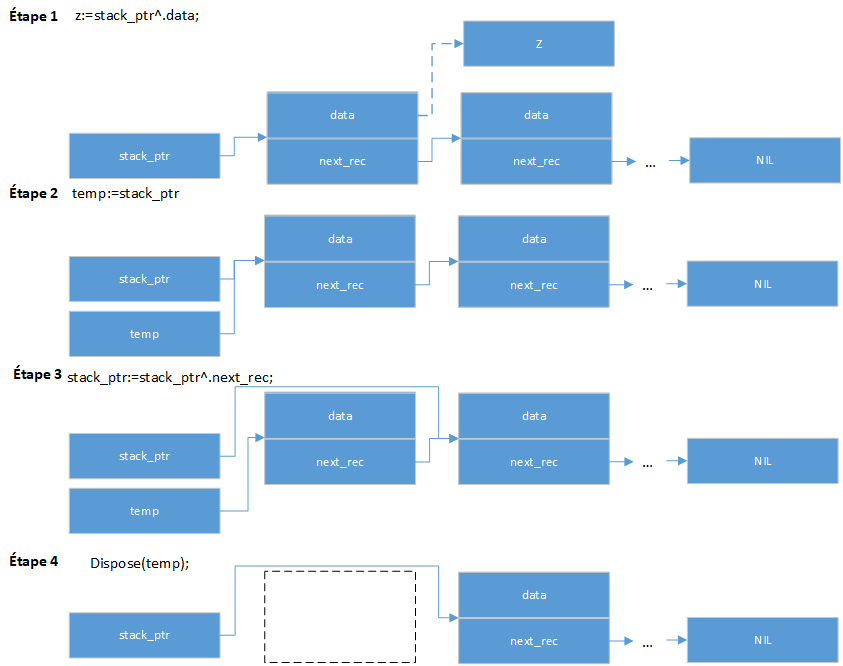 Étape 1 z:=stack_ptr^.data;
Z
data data
stack_ptr next_rec next_rec ... NIL
Étape 2 temp:=stack_ptr
data data
stack_ptr next_rec next_rec ... NIL
temp
Étape 3 stack_ptr:=stack_ptr^.next_rec;
data data
stack_ptr next_rec next_rec ... NIL
temp
Étape 4 Dispose(temp);
data
stack_ptr next_rec ... NIL